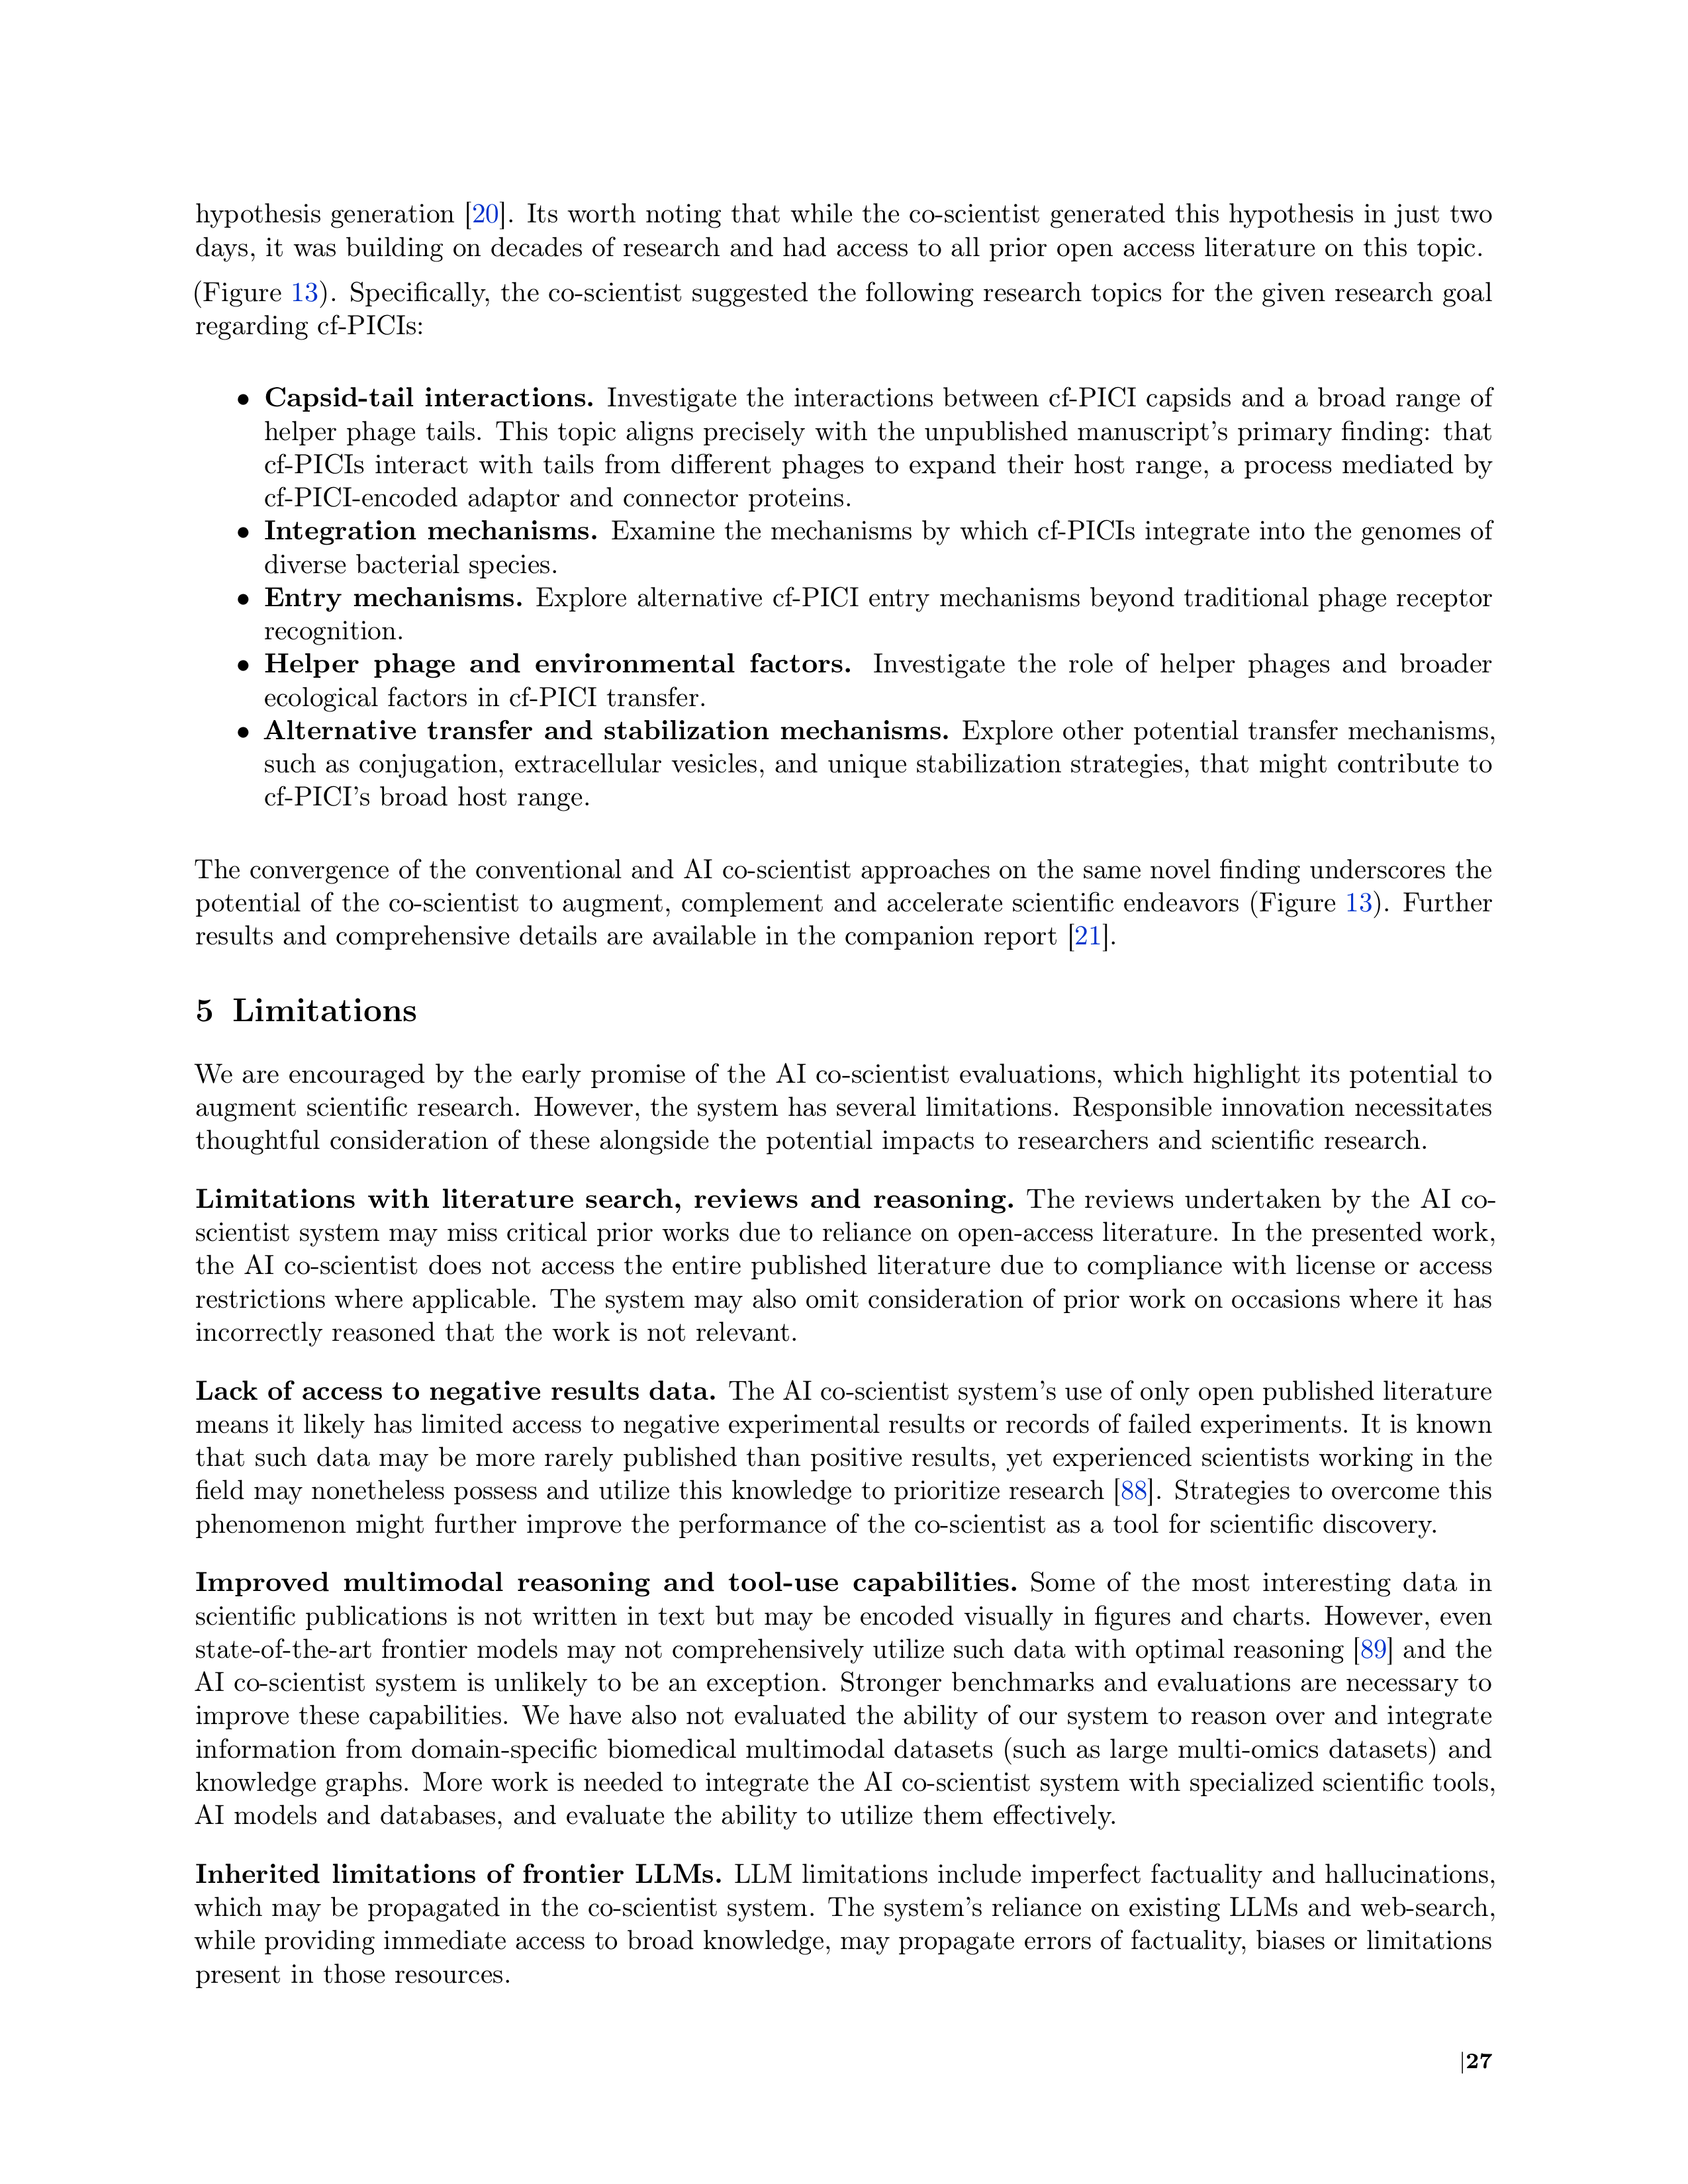 hypothesis generation [20]. Its worth noting that while the co-scientist generated this hypothesis in just two
days, it was building on decades of research and had access to all prior open access literature on this topic.
(Figure 13). Specifically, the co-scientist suggested the following research topics for the given research goal
regarding cf-PICIs:
• Capsid-tail interactions. Investigate the interactions between cf-PICI capsids and a broad range of
helper phage tails. This topic aligns precisely with the unpublished manuscript's primary finding: that
cf-PICIs interact with tails from different phages to expand their host range, a process mediated by
cf-PICI-encoded adaptor and connector proteins.
• Integration mechanisms. Examine the mechanisms by which cf-PICIs integrate into the genomes of
diverse bacterial species.
• Entry mechanisms. Explore alternative cf-PICI entry mechanisms beyond traditional phage receptor
recognition.
• Helper phage and environmental factors. Investigate the role of helper phages and broader
ecological factors in cf-PICI transfer.
• Alternative transfer and stabilization mechanisms. Explore other potential transfer mechanisms,
such as conjugation, extracellular vesicles, and unique stabilization strategies, that might contribute to
cf-PICI's broad host range.
The convergence of the conventional and AI co-scientist approaches on the same novel finding underscores the
potential of the co-scientist to augment, complement and accelerate scientific endeavors (Figure 13). Further
results and comprehensive details are available in the companion report [21].
5 Limitations
We are encouraged by the early promise of the AI co-scientist evaluations, which highlight its potential to
augment scientific research. However, the system has several limitations. Responsible innovation necessitates
thoughtful consideration of these alongside the potential impacts to researchers and scientific research.
Limitations with literature search, reviews and reasoning. The reviews undertaken by the AI co-
scientist system may miss critical prior works due to reliance on open-access literature. In the presented work,
the AI co-scientist does not access the entire published literature due to compliance with license or access
restrictions where applicable. The system may also omit consideration of prior work on occasions where it has
incorrectly reasoned that the work is not relevant.
Lack of access to negative results data. The AI co-scientist system's use of only open published literature
means it likely has limited access to negative experimental results or records of failed experiments. It is known
that such data may be more rarely published than positive results, yet experienced scientists working in the
field may nonetheless possess and utilize this knowledge to prioritize research [88]. Strategies to overcome this
phenomenon might further improve the performance of the co-scientist as a tool for scientific discovery.
Improved multimodal reasoning and tool-use capabilities. Some of the most interesting data in
scientific publications is not written in text but may be encoded visually in figures and charts. However, even
state-of-the-art frontier models may not comprehensively utilize such data with optimal reasoning [89] and the
AI co-scientist system is unlikely to be an exception. Stronger benchmarks and evaluations are necessary to
improve these capabilities. We have also not evaluated the ability of our system to reason over and integrate
information from domain-specific biomedical multimodal datasets (such as large multi-omics datasets) and
knowledge graphs. More work is needed to integrate the AI co-scientist system with specialized scientific tools,
AI models and databases, and evaluate the ability to utilize them effectively.
Inherited limitations of frontier LLMs. LLM limitations include imperfect factuality and hallucinations,
which may be propagated in the co-scientist system. The system's reliance on existing LLMs and web-search,
while providing immediate access to broad knowledge, may propagate errors of factuality, biases or limitations
present in those resources.
|27